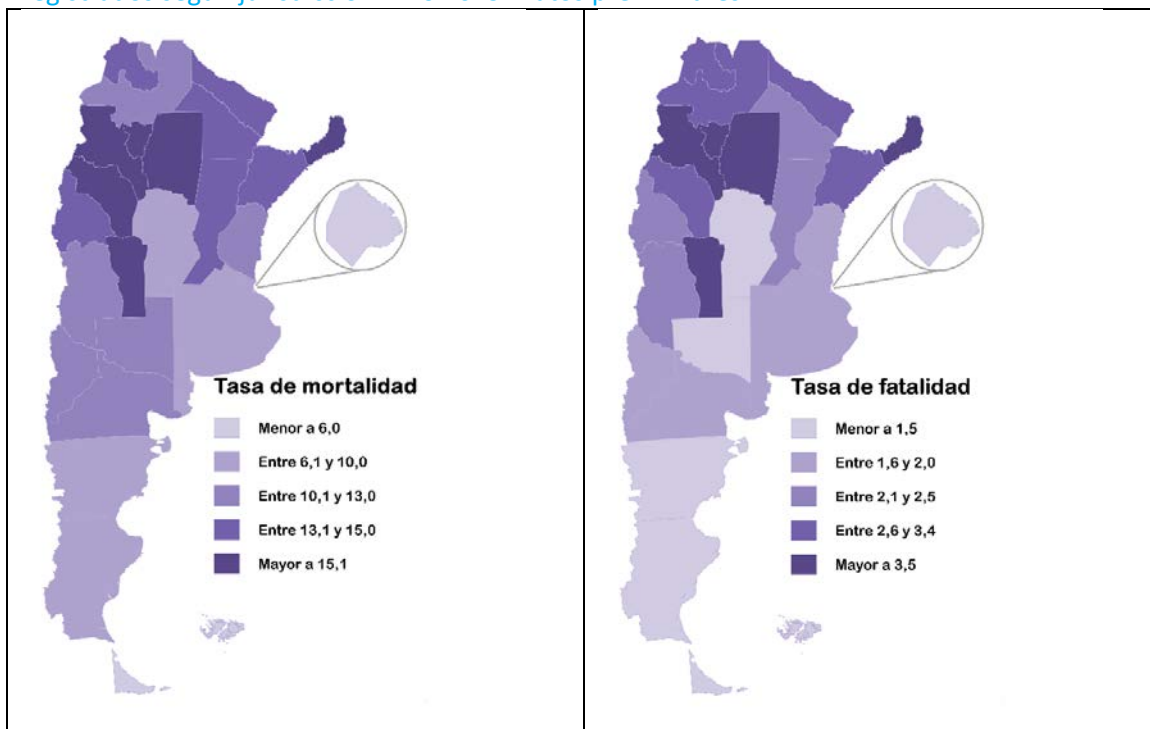 Tasa de mortalidad
Menor a 6,0
Entre 6,1 y 10,0
Entre 10,1 y 13,0
Entre 13,1 y 15,0
Mayor a 15,1
Tasa de fatalidad
Menor a 1,5
Entre 1,6 y 2,0
Entre 2,1 y 2,5
Entre 2,6 y 3,4
Mayor a 3,5